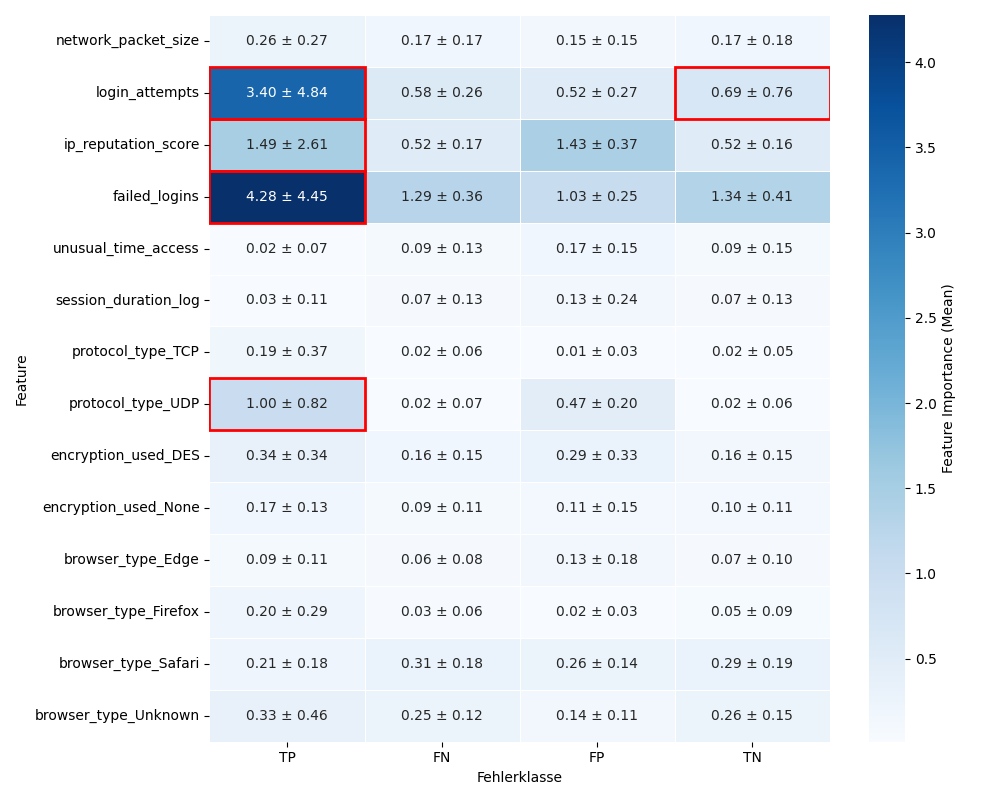 network_packet_size 0.26 ± 0.27 0.17 ± 0.17 0.15 ± 0.15 0.17 ± 0.18
login_attempts 3.40 ± 4.84 0.58 ± 0.26 0.52 ± 0.27 0.69 ± 0.76
ip_reputation_score 1.49 ± 2.61 0.52 ± 0.17 1.43 ± 0.37 0.52 ± 0.16
failed_logins 4.28 ± 4.45 1.29 ± 0.36 1.03 ± 0.25 1.34 ± 0.41
unusual_time_access 0.02 ± 0.07 0.09 ± 0.13 0.17 ± 0.15 0.09 ± 0.15
session_duration_log 0.03 ± 0.11 0.07 ± 0.13 0.13 ± 0.24 0.07 ± 0.13
protocol_type_TCP 0.19 ± 0.37 0.02 ± 0.06 0.01 ± 0.03 0.02 ± 0.05
protocol_type_UDP 1.00 ± 0.82 0.02 ± 0.07 0.47 ± 0.20 0.02 ± 0.06
encryption_used_DES 0.34 ± 0.34 0.16 ± 0.15 0.29 ± 0.33 0.16 ± 0.15
encryption_used_None 0.17 ± 0.13 0.09 ± 0.11 0.11 ± 0.15 0.10 ± 0.11
browser_type_Edge 0.09 ± 0.11 0.06 ± 0.08 0.13 ± 0.18 0.07 ± 0.10
browser_type_Firefox 0.20 ± 0.29 0.03 ± 0.06 0.02 ± 0.03 0.05 ± 0.09
browser_type_Safari 0.21 ± 0.18 0.31 ± 0.18 0.26 ± 0.14 0.29 ± 0.19
browser_type_Unknown 0.33 ± 0.46 0.25 ± 0.12 0.14 ± 0.11 0.26 ± 0.15
TP FN FP TN
Fehlerklasse
Feature
4.0
3.5
3.0
2.5
2.0
1.5
1.0
0.5
Feature Importance (Mean)